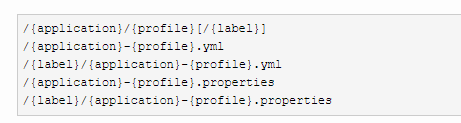 /{application}/{profile}[/{label}]
/{application}-{profile}.yml
/{label}/{application}-{profile}.yml
/{application}-{profile}.properties
/{label}/{application}-{profile}.properties